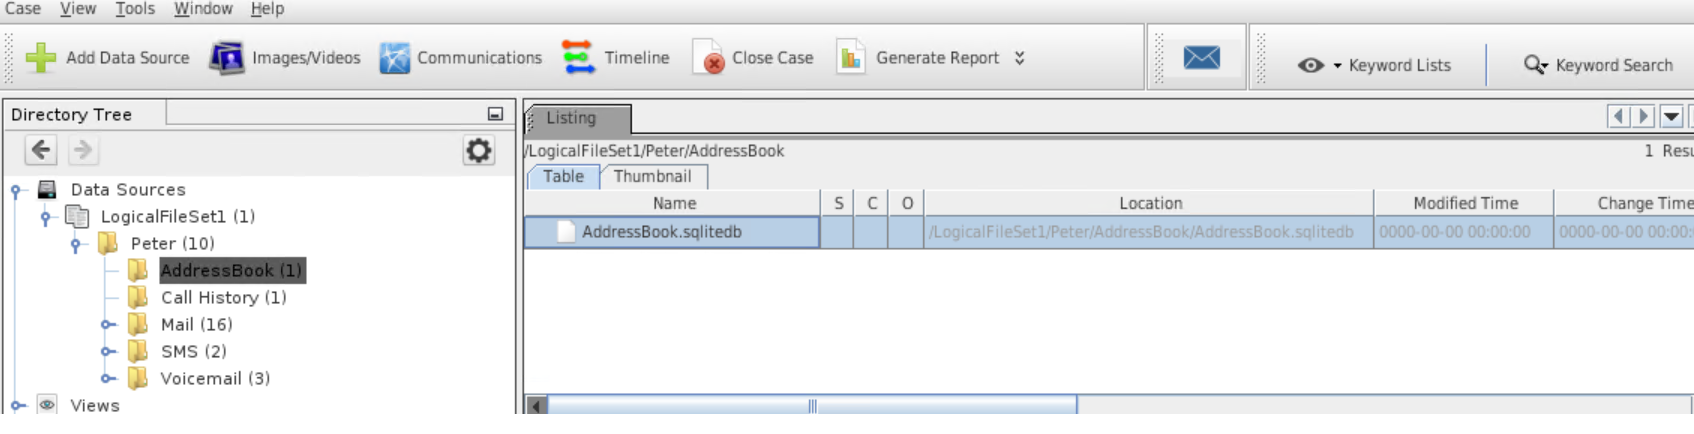 Case View Tools Window Help
Add Data Source Images/Videos Communications Timeline Close Case Generate Report Keyword Lists Keyword Search
Directory Tree
Listing
/LogicalFileSet1/Peter/AddressBook
1 Resu
Table Thumbnail
Data Sources
LogicalFileSet1 (1)
Peter (10)
AddressBook (1)
Call History (1)
Mail (16)
SMS (2)
Voicemail (3)
Views
Name S C O Location Modified Time Change Time
AddressBook.sqlitedb /LogicalFileSet1/Peter/AddressBook/AddressBook.sqlitedb 0000-00-00 00:00:00 0000-00-00 00:00: